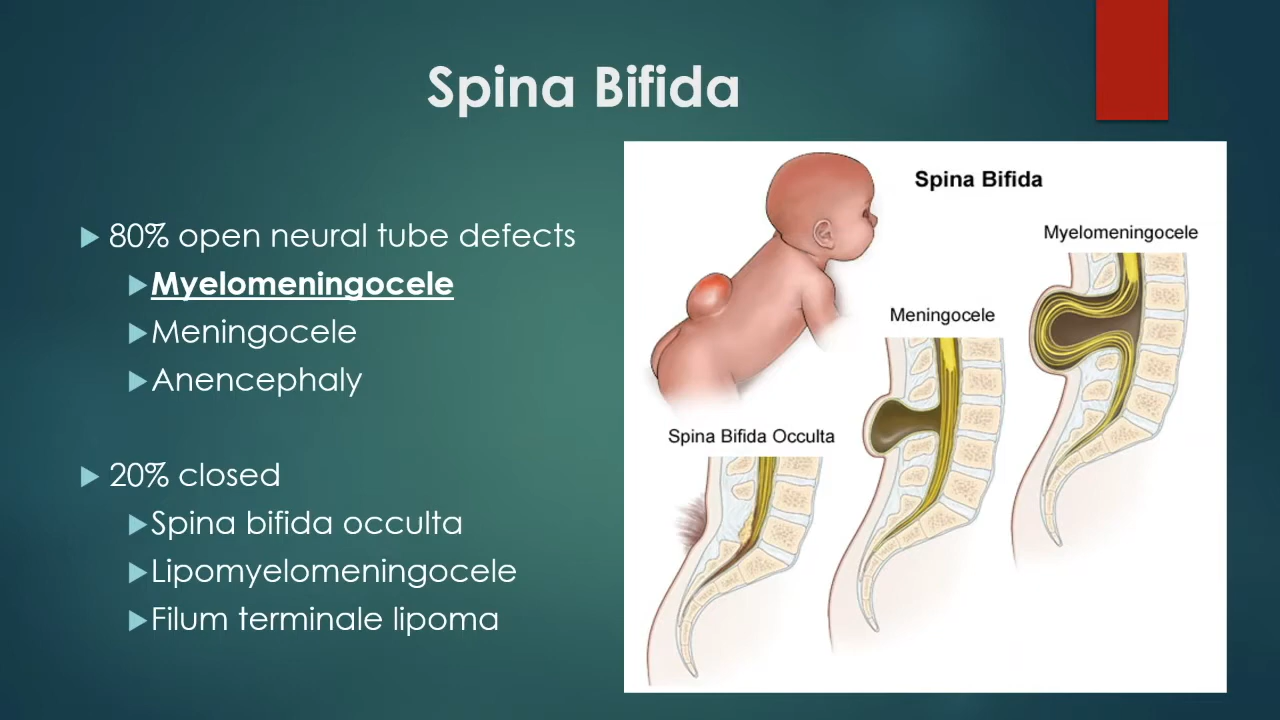 Spina Bifida
80% open neural tube defects
Myelomeningocele
Meningocele
Anencephaly
20% closed
Spina bifida occulta
Lipomyelomeningocele
Filum terminale lipoma
Spina Bifida
Myelomeningocele
Meningocele
Spina Bifida Occulta